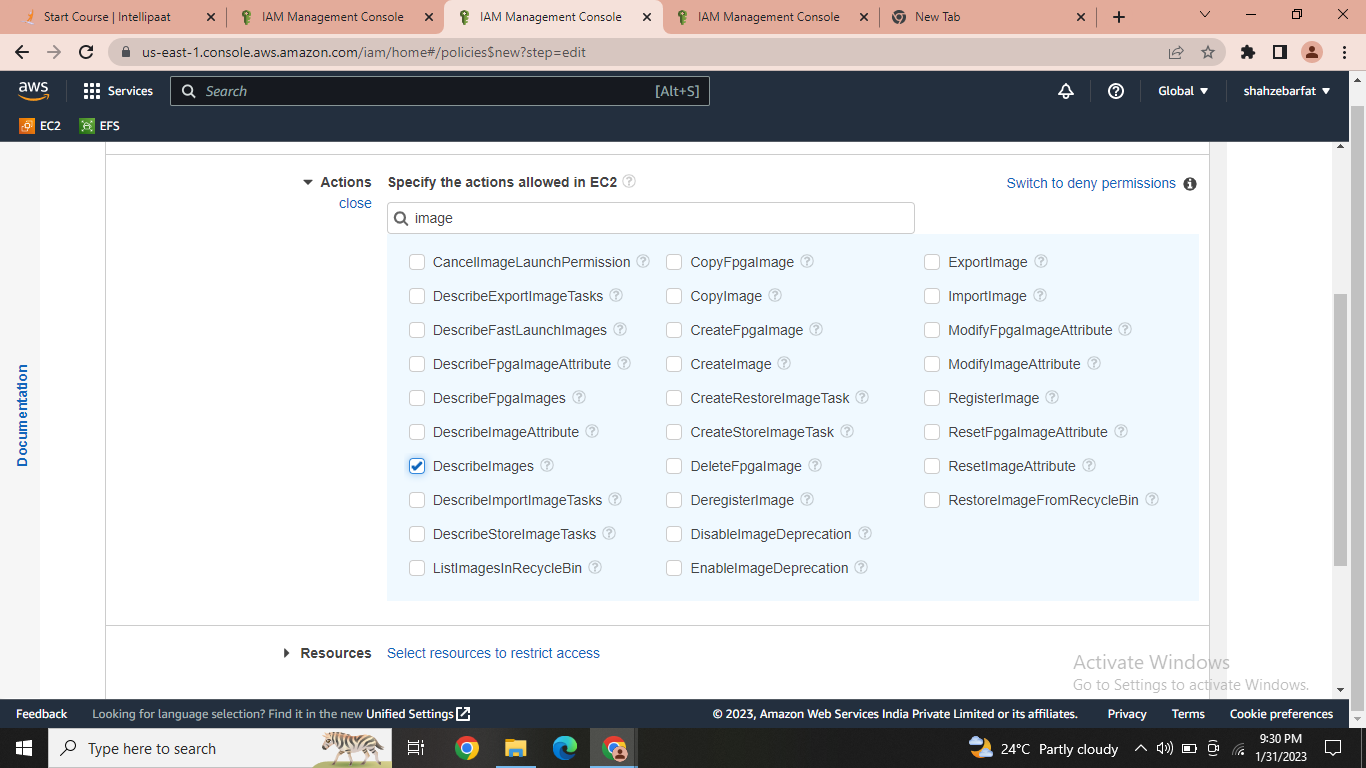 Start Course | Intellipaat
IAM Management Console
IAM Management Console
IAM Management Console
New Tab
us-east-1.console.aws.amazon.com/iam/home#/policies$new?step=edit
aws
Services
Search
[Alt+S]
Global
shahzebarfat
EC2
EFS
Documentation
Actions
close
Specify the actions allowed in EC2
Switch to deny permissions
image
CancelImageLaunchPermission
CopyFpgaImage
ExportImage
DescribeExportImageTasks
CopyImage
ImportImage
DescribeFastLaunchImages
CreateFpgaImage
ModifyFpgaImageAttribute
DescribeFpgaImageAttribute
CreateImage
ModifyImageAttribute
DescribeFpgaImages
CreateRestoreImageTask
RegisterImage
DescribeImageAttribute
CreateStoreImageTask
ResetFpgaImageAttribute
DescribeImages
DeleteFpgaImage
ResetImageAttribute
DescribeImportImageTasks
DeregisterImage
RestoreImageFromRecycleBin
DescribeStoreImageTasks
DisableImageDeprecation
ListImagesInRecycleBin
EnableImageDeprecation
Resources
Select resources to restrict access
Activate Windows
Go to Settings to activate Windows.
Feedback
Looking for language selection? Find it in the new Unified Settings
© 2023, Amazon Web Services India Private Limited or its affiliates.
Privacy
Terms
Cookie preferences
Type here to search
24°C Partly cloudy
9:30 PM
1/31/2023